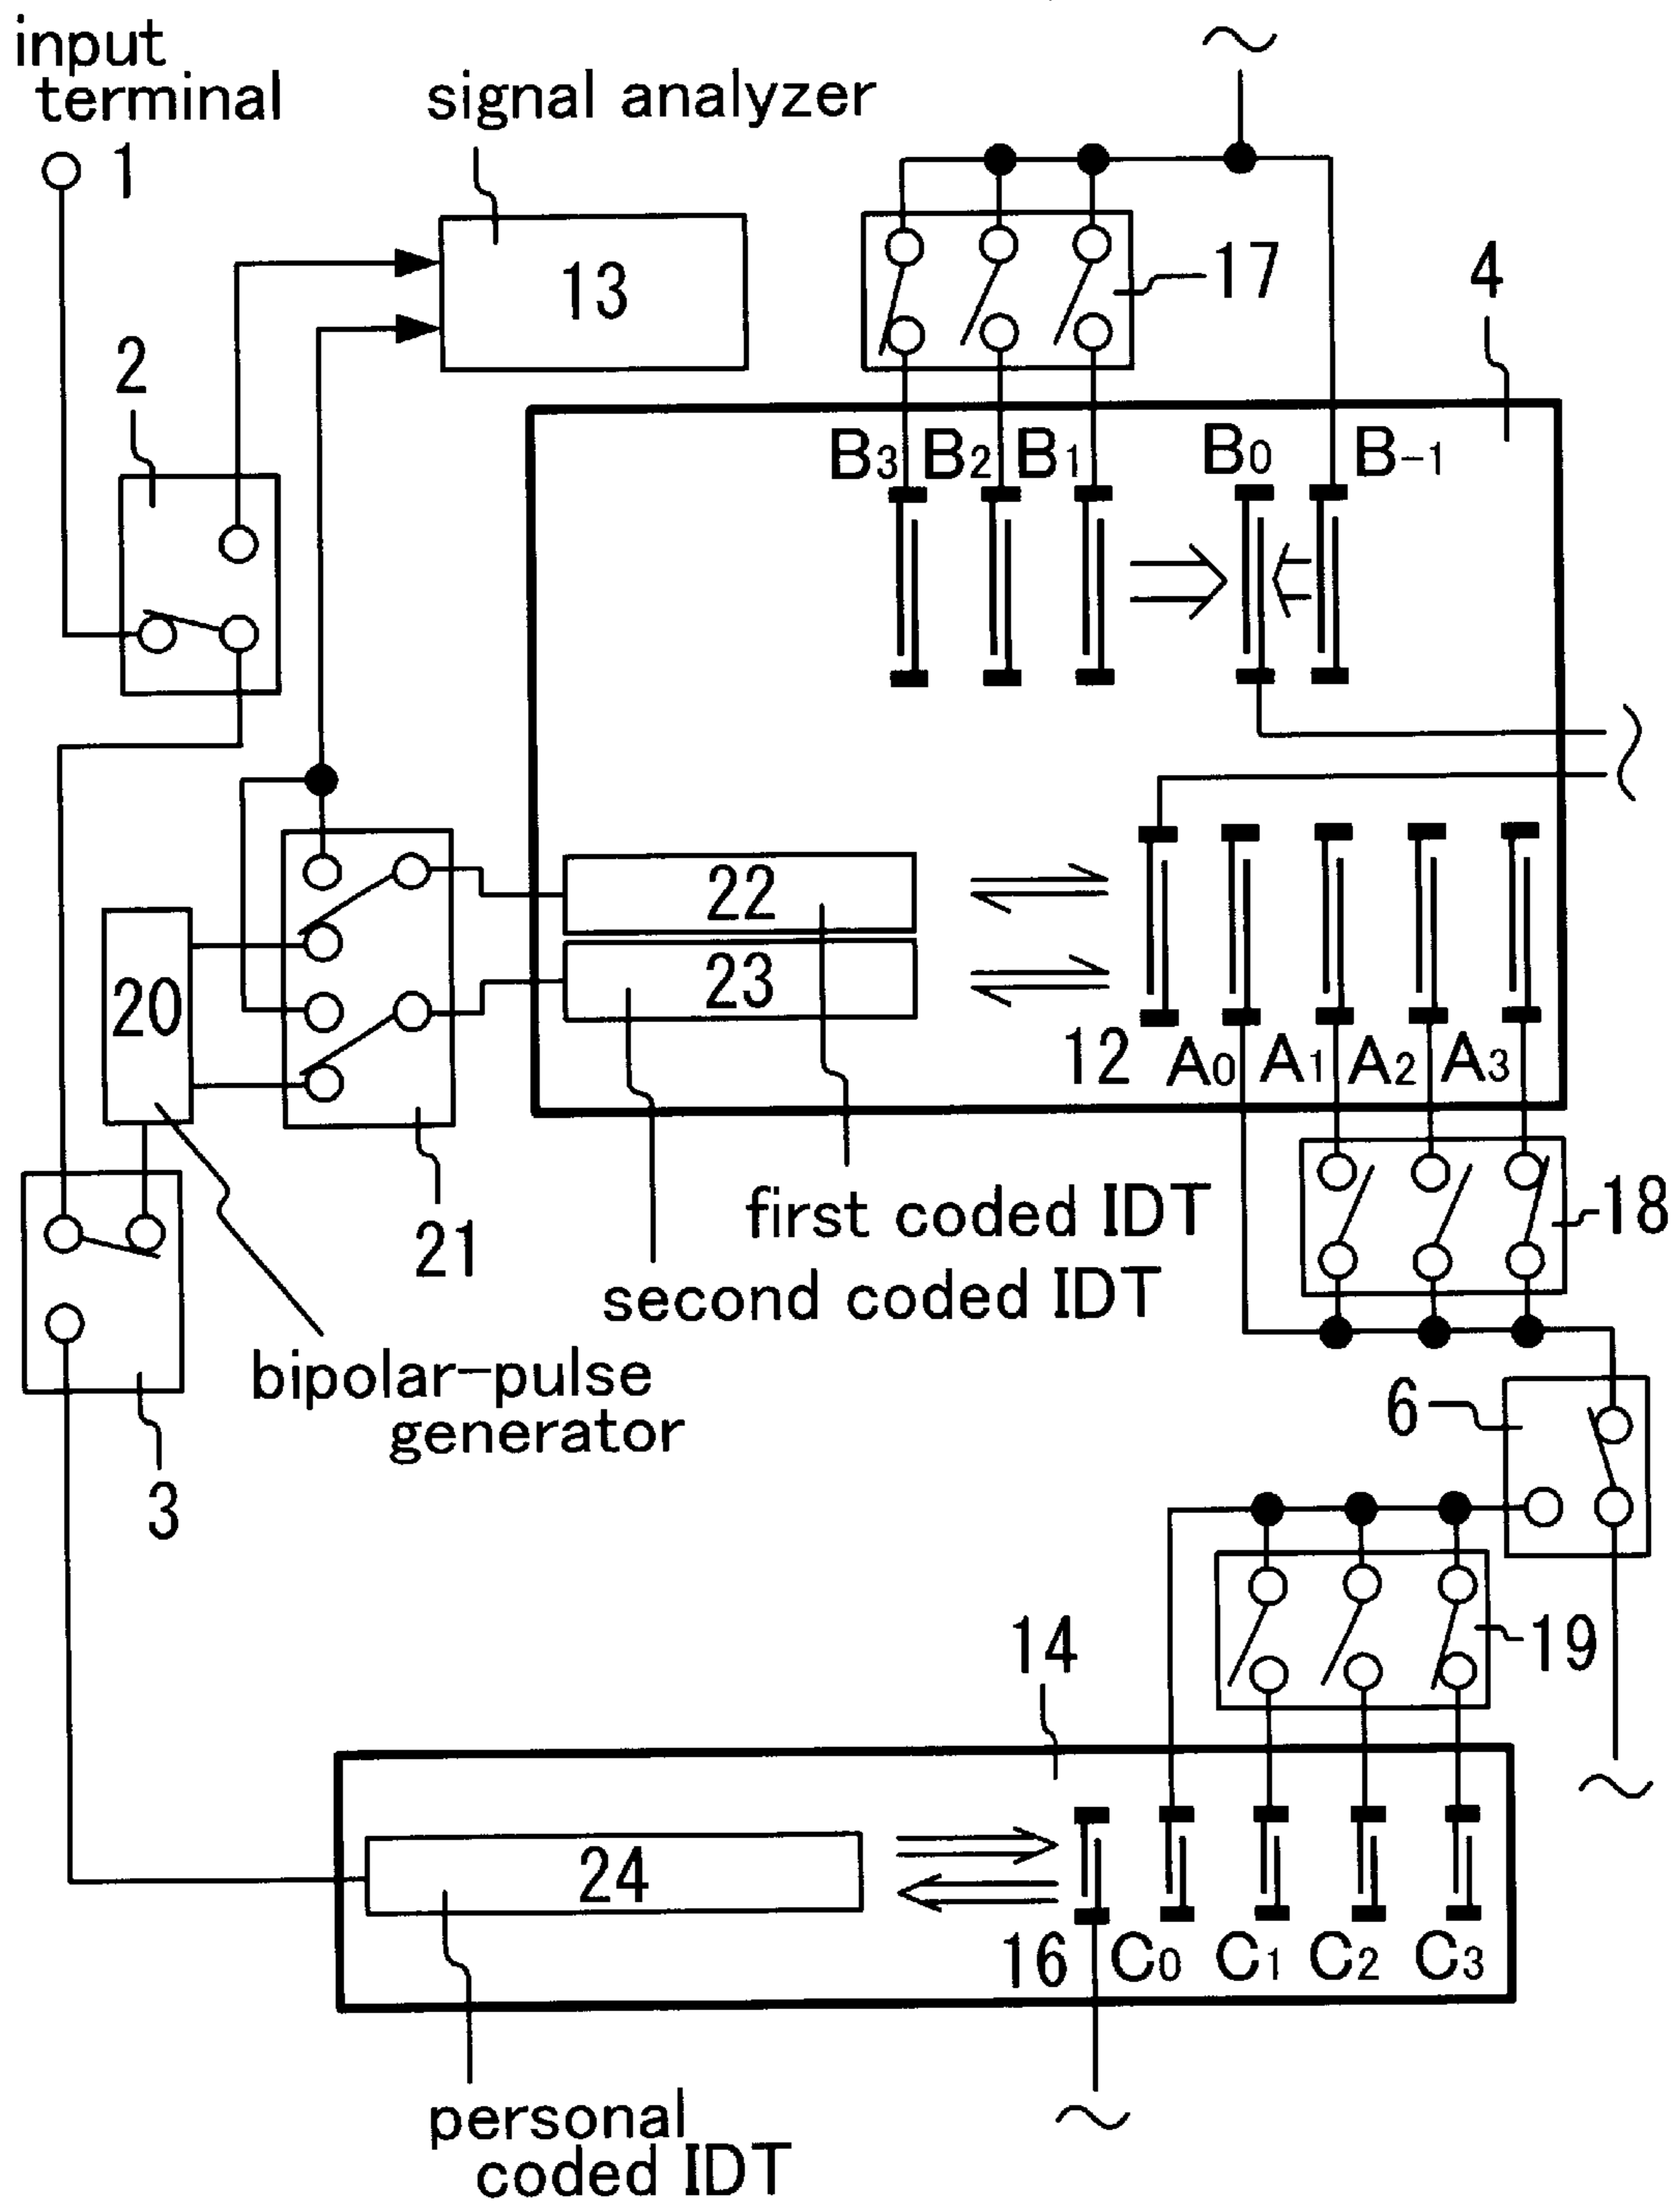 input
terminal
1
signal analyzer
13
17
4
2
B3 B2 B1 B0 B-1
22
23
20
12 A0 A1 A2 A3
21
first coded IDT
second coded IDT
18
bipolar-pulse
generator
6
3
14
19
24
16 C0 C1 C2 C3
personal
coded IDT